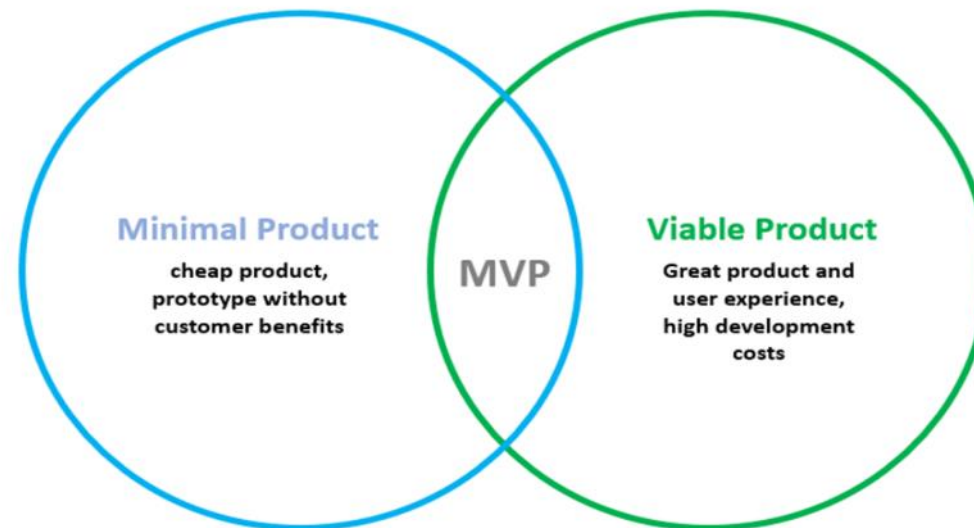 Minimal Product
cheap product,
prototype without
customer benefits
MVP
Viable Product
Great product and
user experience,
high development
costs